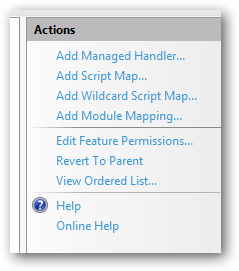 Actions
Add Managed Handler...
Add Script Map...
Add Wildcard Script Map...
Add Module Mapping...
Edit Feature Permissions...
Revert To Parent
View Ordered List...
Help
Online Help